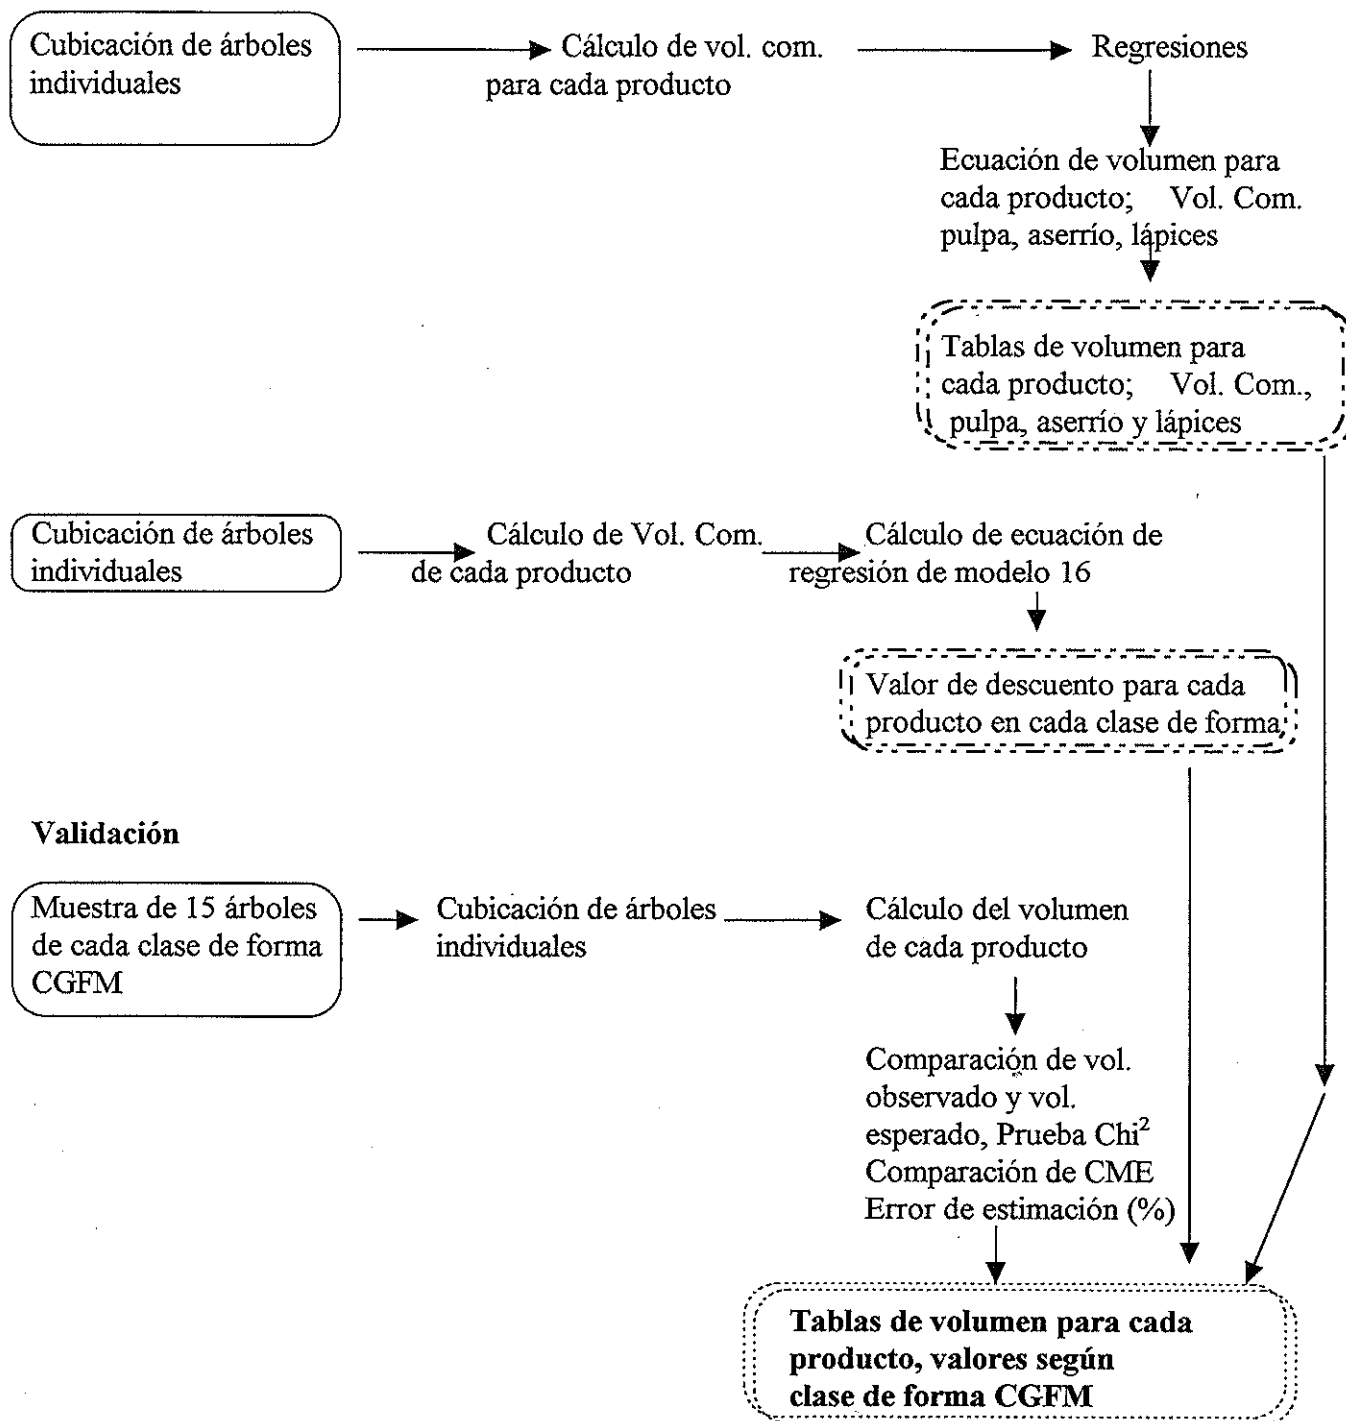 Cubicación de árboles
individuales
Cálculo de vol. com.
para cada producto
Regresiones
Ecuación de volumen para
cada producto; Vol. Com.
pulpa, aserrío, lápices
Tablas de volumen para
cada producto; Vol. Com.,
pulpa, aserrío y lápices
Cubicación de árboles
individuales
Cálculo de Vol. Com.
de cada producto
Cálculo de ecuación de
regresión de modelo 16
Valor de descuento para cada
producto en cada clase de forma
Validación
Muestra de 15 árboles
de cada clase de forma
CGFM
Cubicación de árboles
individuales
Cálculo del volumen
de cada producto
Comparación de vol.
observado y vol.
esperado, Prueba Chi²
Comparación de CME
Error de estimación (%)
Tablas de volumen para cada
producto, valores según
clase de forma CGFM